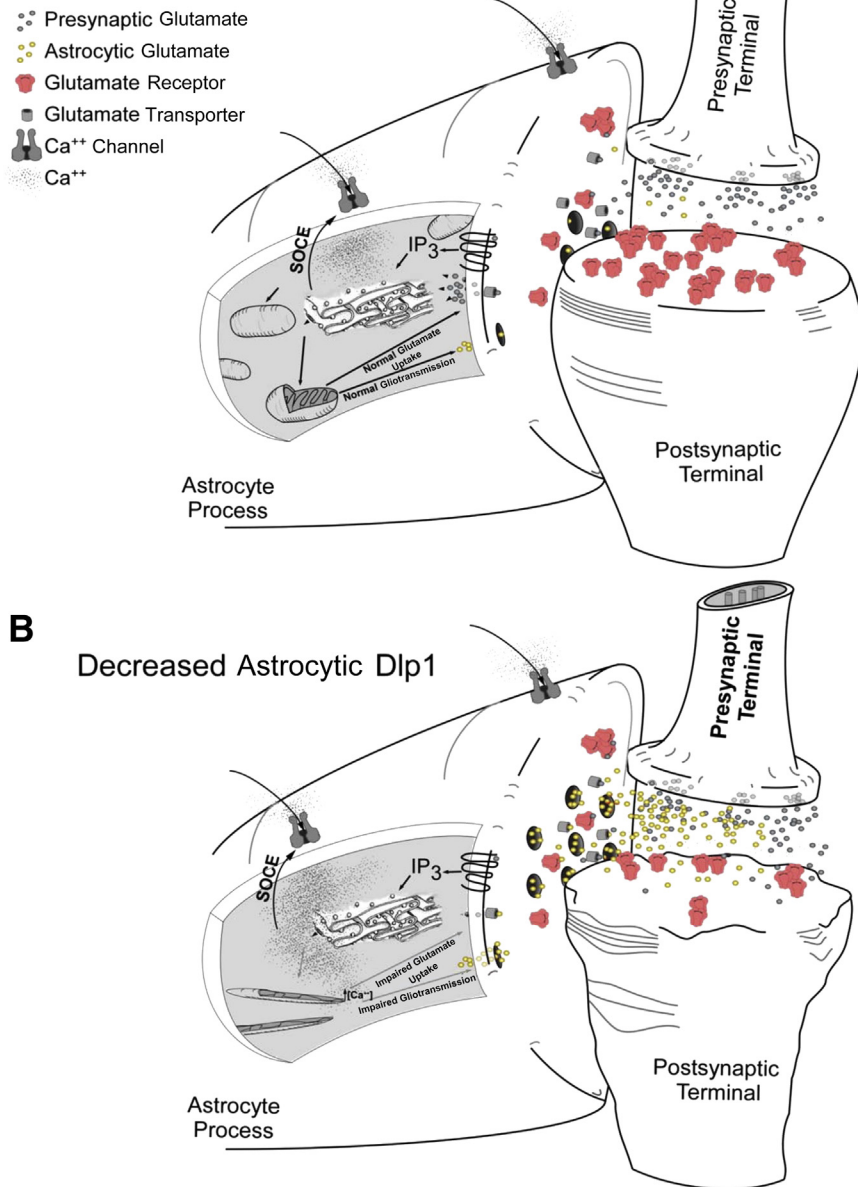 Presynaptic Glutamate
Astrocytic Glutamate
Glutamate Receptor
Glutamate Transporter
Ca⁺⁺ Channel
Ca⁺⁺
Presynaptic
Terminal
SOCE
IP₃
Normal Glutamate
Uptake
Normal Gliotransmission
Postsynaptic
Terminal
Astrocyte
Process
B
Decreased Astrocytic Dlp1
Presynaptic
Terminal
SOCE
IP₃
Impaired Glutamate
Uptake
[Ca⁺⁺]
Impaired Gliotransmission
Postsynaptic
Terminal
Astrocyte
Process